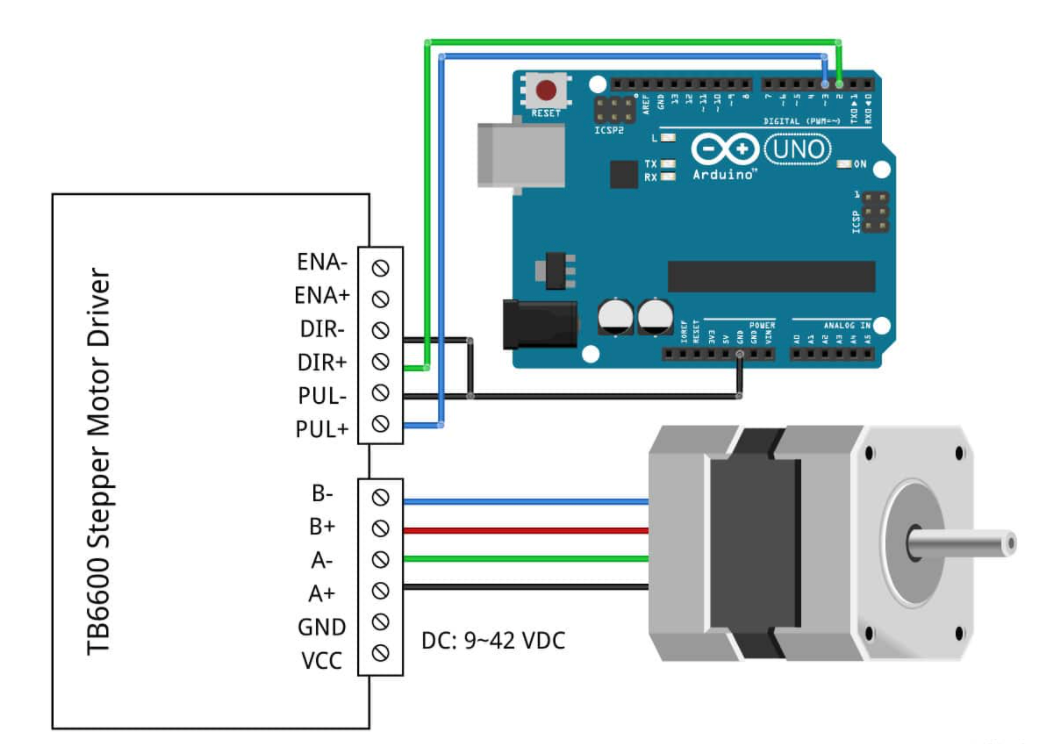 TB6600 Stepper Motor Driver
ENA-
ENA+
DIR-
DIR+
PUL-
PUL+
B-
B+
A-
A+
GND
VCC
DC: 9~42 VDC
RESET
ICSP2
AREF
GND
13
12
~11
~10
~9
8
7
~6
~5
4
~3
2
TX0▶1
RX0◀0
DIGITAL (PWM=~)
L
TX
RX
UNO
Arduino™
ON
1
ICSP
POWER
ANALOG IN
IOREF
RESET
3V3
5V
GND
GND
VIN
A0
A1
A2
A3
A4
A5